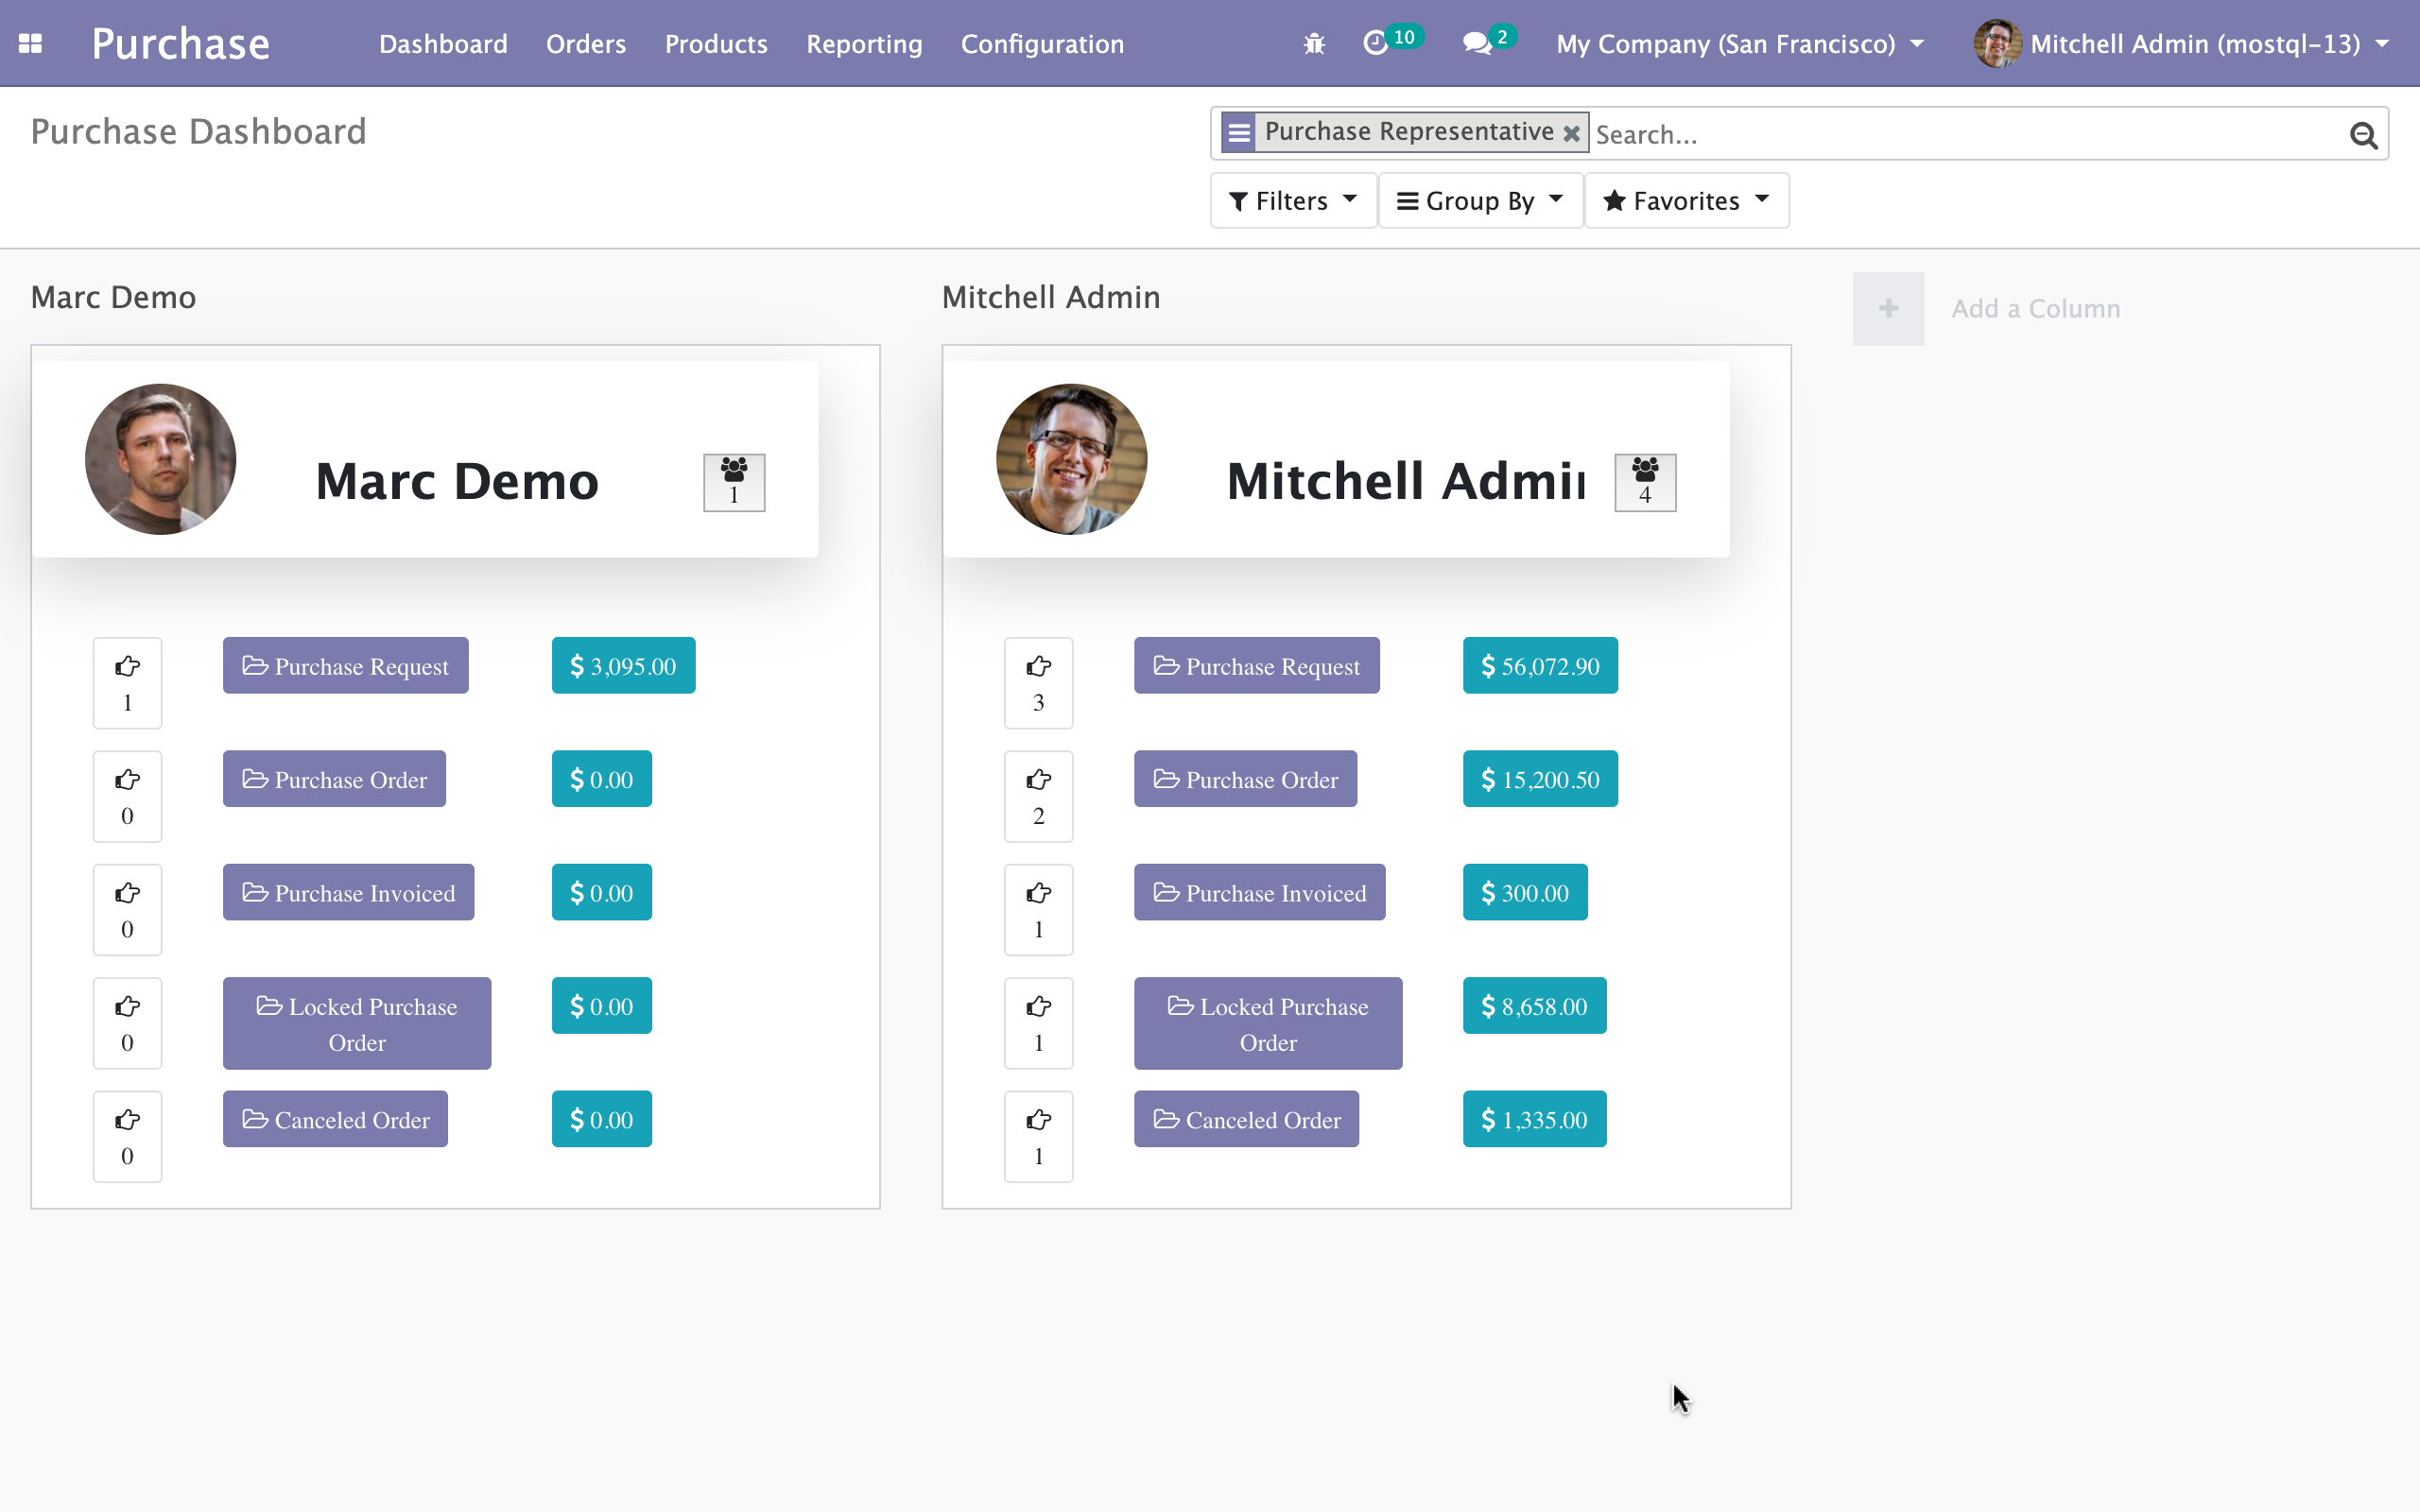 Purchase
Dashboard Orders Products Reporting Configuration 10 2 My Company (San Francisco) Mitchell Admin (mostql-13)
Purchase Dashboard
Purchase Representative Search...
Filters Group By Favorites
Marc Demo
Marc Demo 1
1 Purchase Request $ 3,095.00
0 Purchase Order $ 0.00
0 Purchase Invoiced $ 0.00
0 Locked Purchase
Order $ 0.00
0 Canceled Order $ 0.00
Mitchell Admin
Mitchell Admin 4
3 Purchase Request $ 56,072.90
2 Purchase Order $ 15,200.50
1 Purchase Invoiced $ 300.00
1 Locked Purchase
Order $ 8,658.00
1 Canceled Order $ 1,335.00
Add a Column